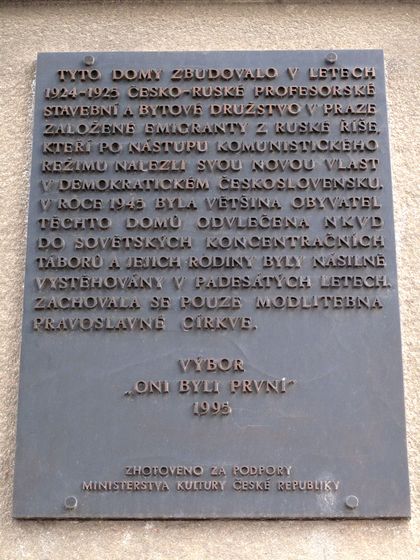 TYTO DOMY ZBUDOVALO V LETECH
1924-1925 ČESKO-RUSKÉ PROFESORSKÉ
STAVEBNÍ A BYTOVÉ DRUŽSTVO V PRAZE
ZALOŽENÉ EMIGRANTY Z RUSKÉ ŘÍŠE,
KTEŘÍ PO NÁSTUPU KOMUNISTICKÉHO
REŽIMU NALEZLI SVOU NOVOU VLAST
V DEMOKRATICKÉM ČESKOSLOVENSKU.
V ROCE 1945 BYLA VĚTŠINA OBYVATEL
TĚCHTO DOMŮ ODVLEČENA NKVD
DO SOVĚTSKÝCH KONCENTRAČNÍCH
TÁBORŮ A JEJICH RODINY BYLY NÁSILNĚ
VYSTĚHOVÁNY V PADESÁTÝCH LETECH.
ZACHOVALA SE POUZE MODLITEBNA
PRAVOSLAVNÉ CÍRKVE.
VÝBOR
„ONI BYLI PRVNÍ"
1995
ZHOTOVENO ZA PODPORY
MINISTERSTVA KULTURY ČESKÉ REPUBLIKY